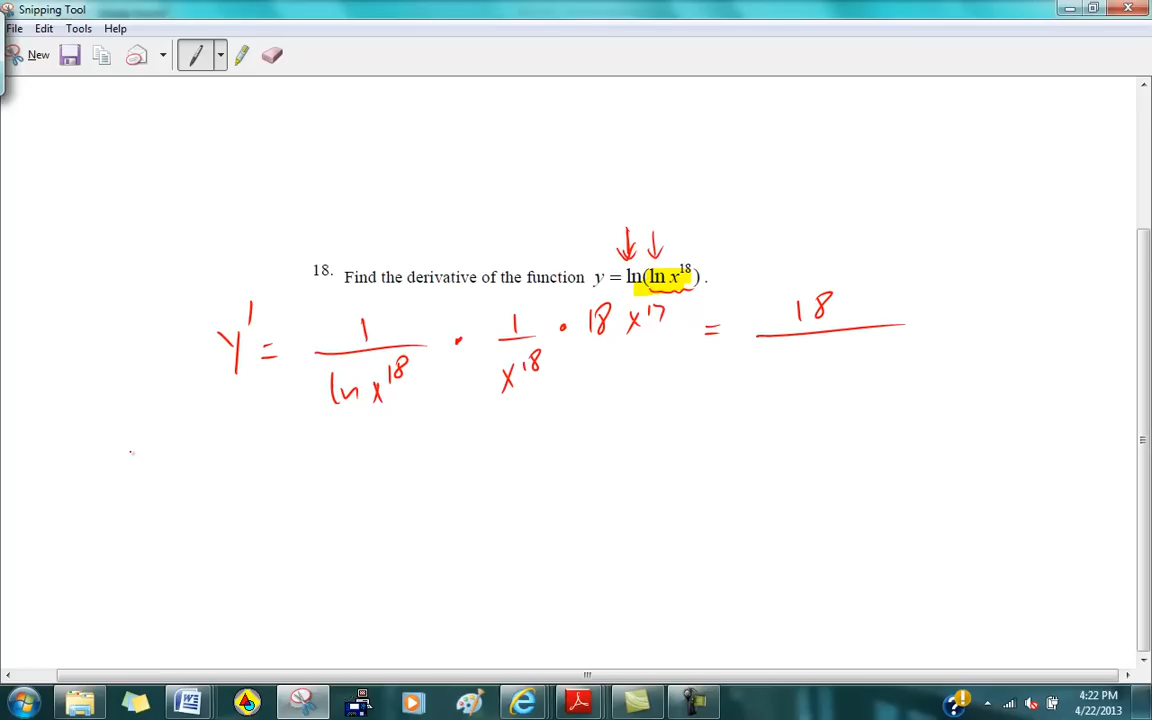 Snipping Tool
File Edit Tools Help
New
18. Find the derivative of the function y = ln(ln x^18).
y' = 1/(ln x^18) · 1/x^18 · 18x^17 = 18
4:22 PM
4/22/2013